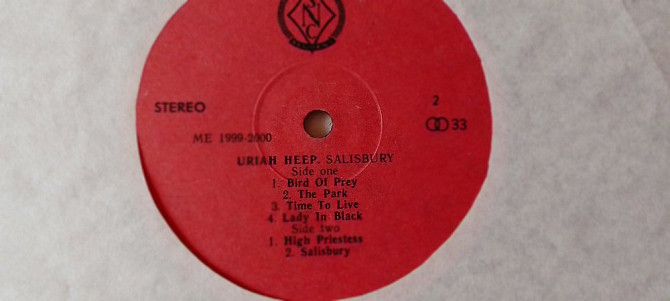 SNC
STEREO
2
33
ME 1999-2000
URIAH HEEP. SALISBURY
Side one
1. Bird Of Prey
2. The Park
3. Time To Live
4. Lady In Black
Side two
1. High Priestess
2. Salisbury